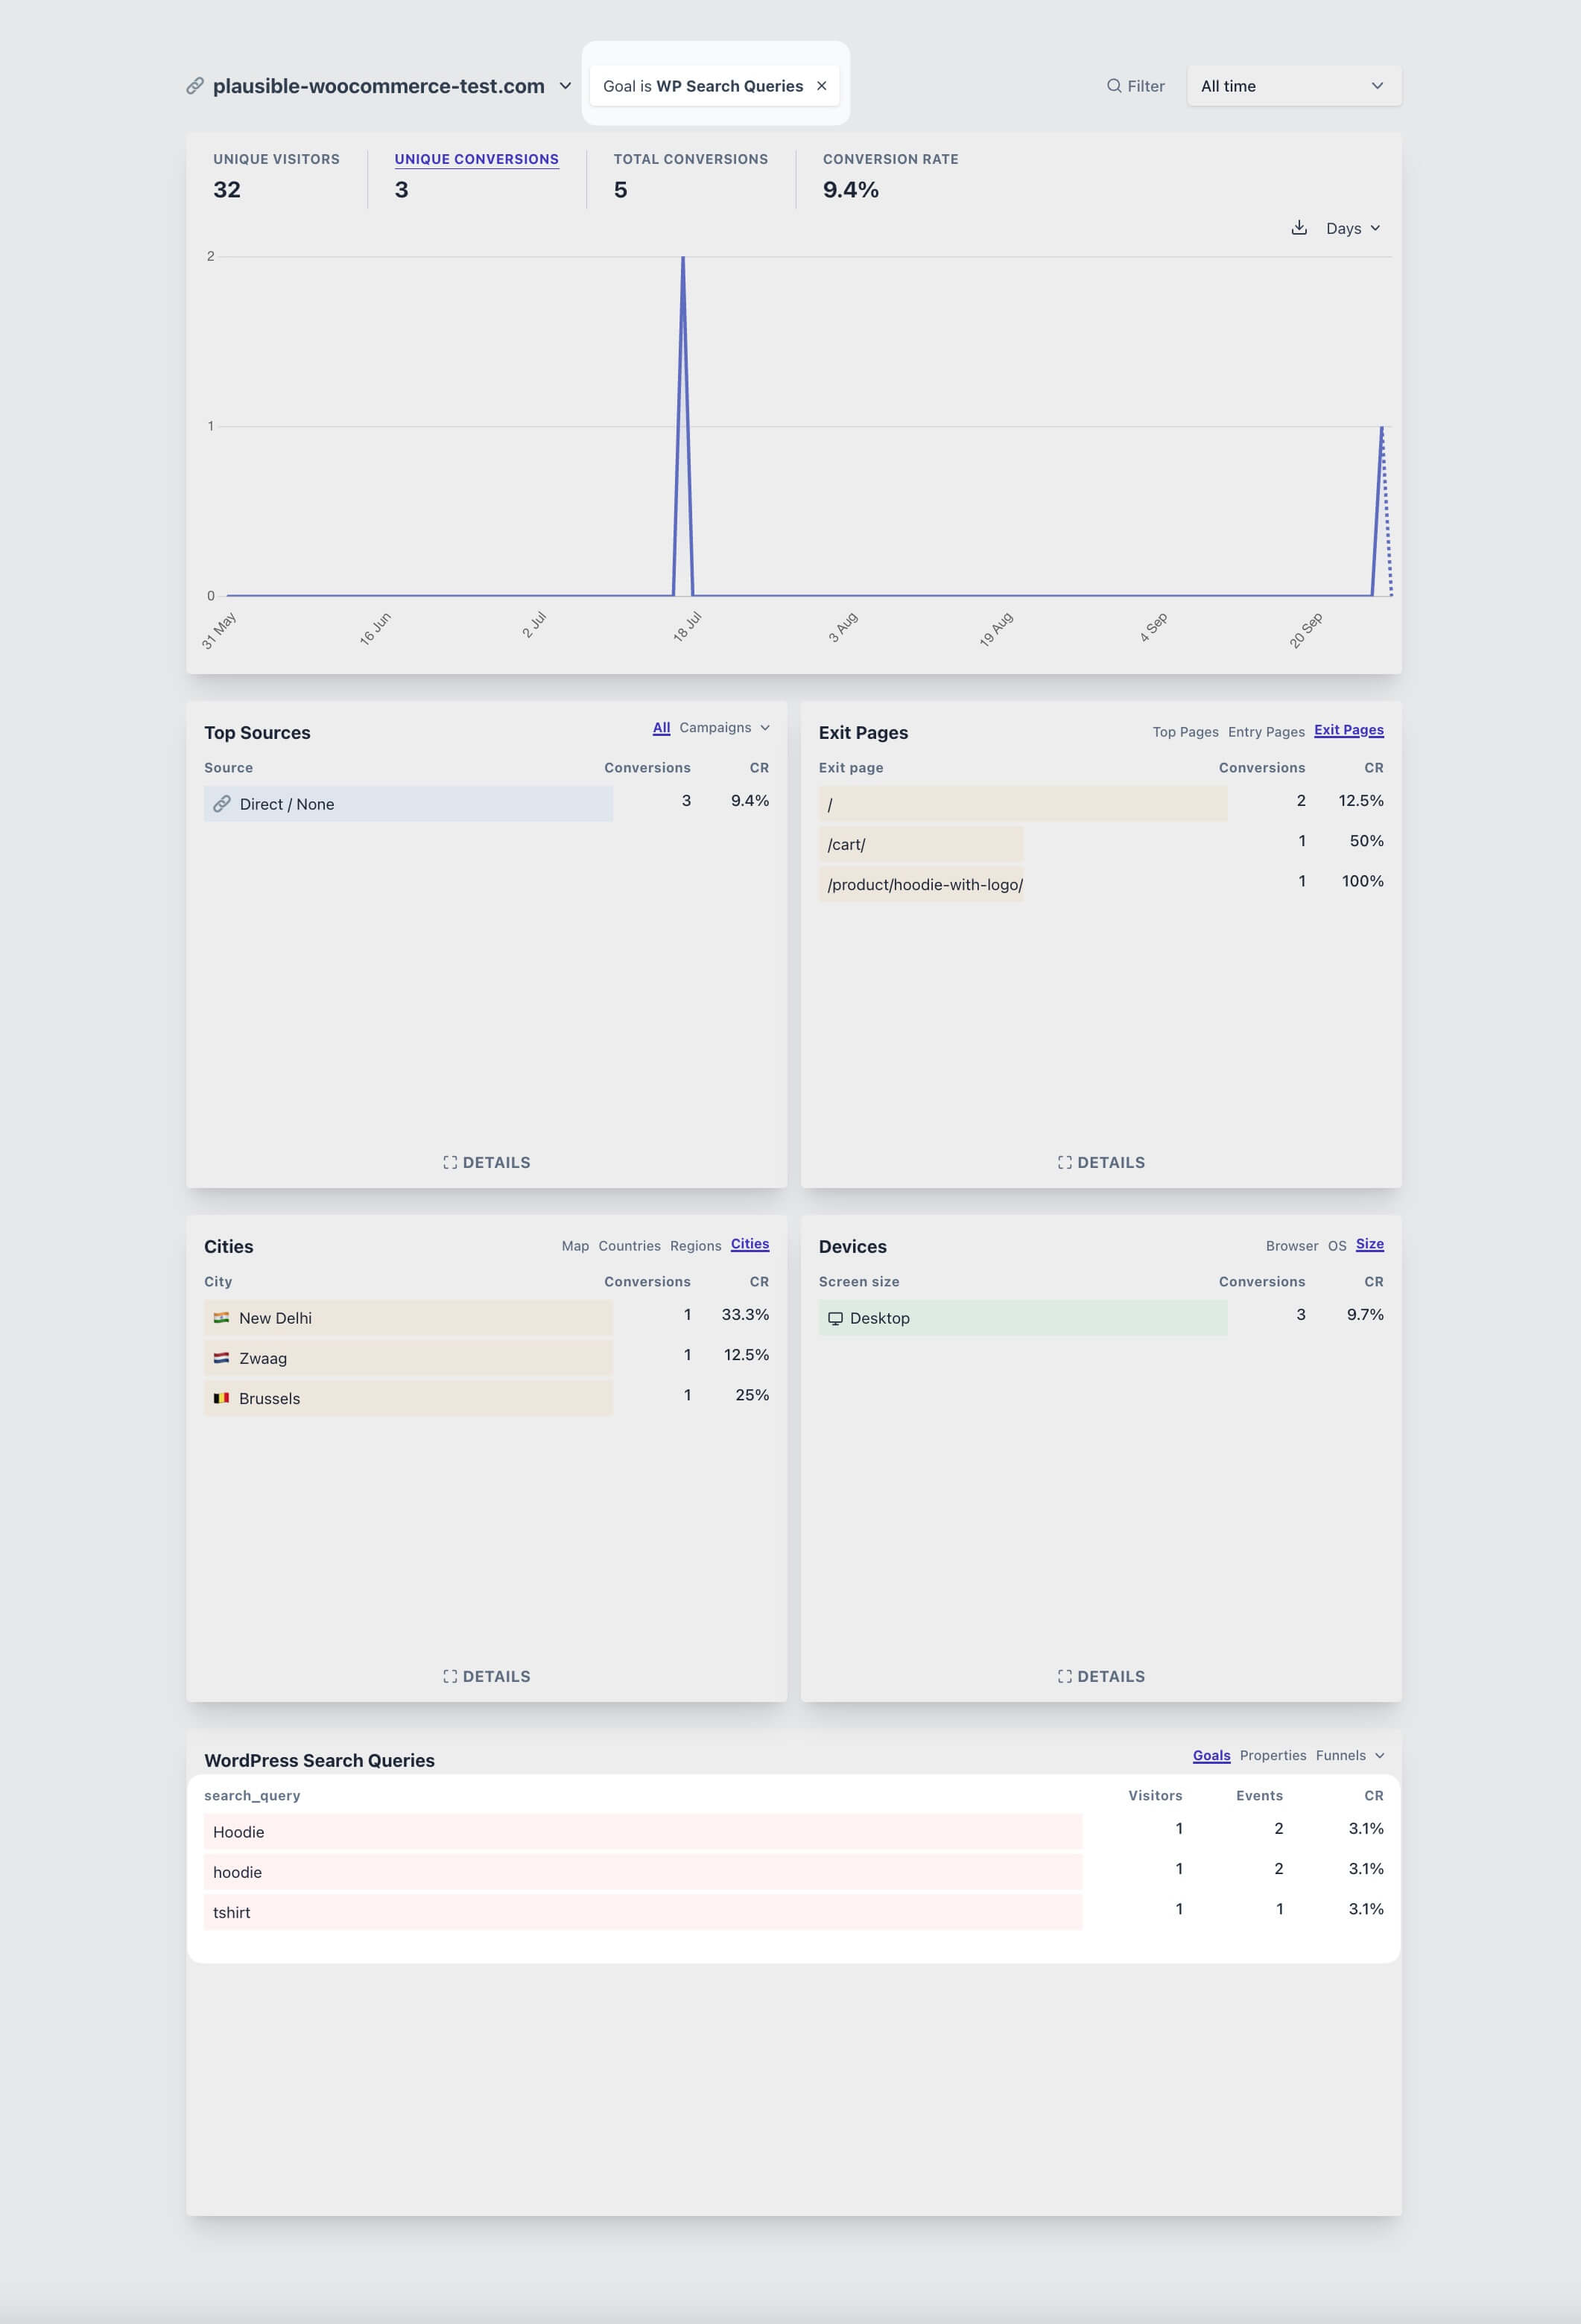 plausible-woocommerce-test.com Goal is WP Search Queries Filter All time
UNIQUE VISITORS UNIQUE CONVERSIONS TOTAL CONVERSIONS CONVERSION RATE
32 3 5 9.4%
Days
2
1
0
31 May 16 Jun 2 Jul 18 Jul 3 Aug 19 Aug 4 Sep 20 Sep
Top Sources All Campaigns
Source Conversions CR
Direct / None 3 9.4%
DETAILS
Exit Pages Top Pages Entry Pages Exit Pages
Exit page Conversions CR
/ 2 12.5%
/cart/ 1 50%
/product/hoodie-with-logo/ 1 100%
DETAILS
Cities Map Countries Regions Cities
City Conversions CR
New Delhi 1 33.3%
Zwaag 1 12.5%
Brussels 1 25%
DETAILS
Devices Browser OS Size
Screen size Conversions CR
Desktop 3 9.7%
DETAILS
WordPress Search Queries Goals Properties Funnels
search_query Visitors Events CR
Hoodie 1 2 3.1%
hoodie 1 2 3.1%
tshirt 1 1 3.1%